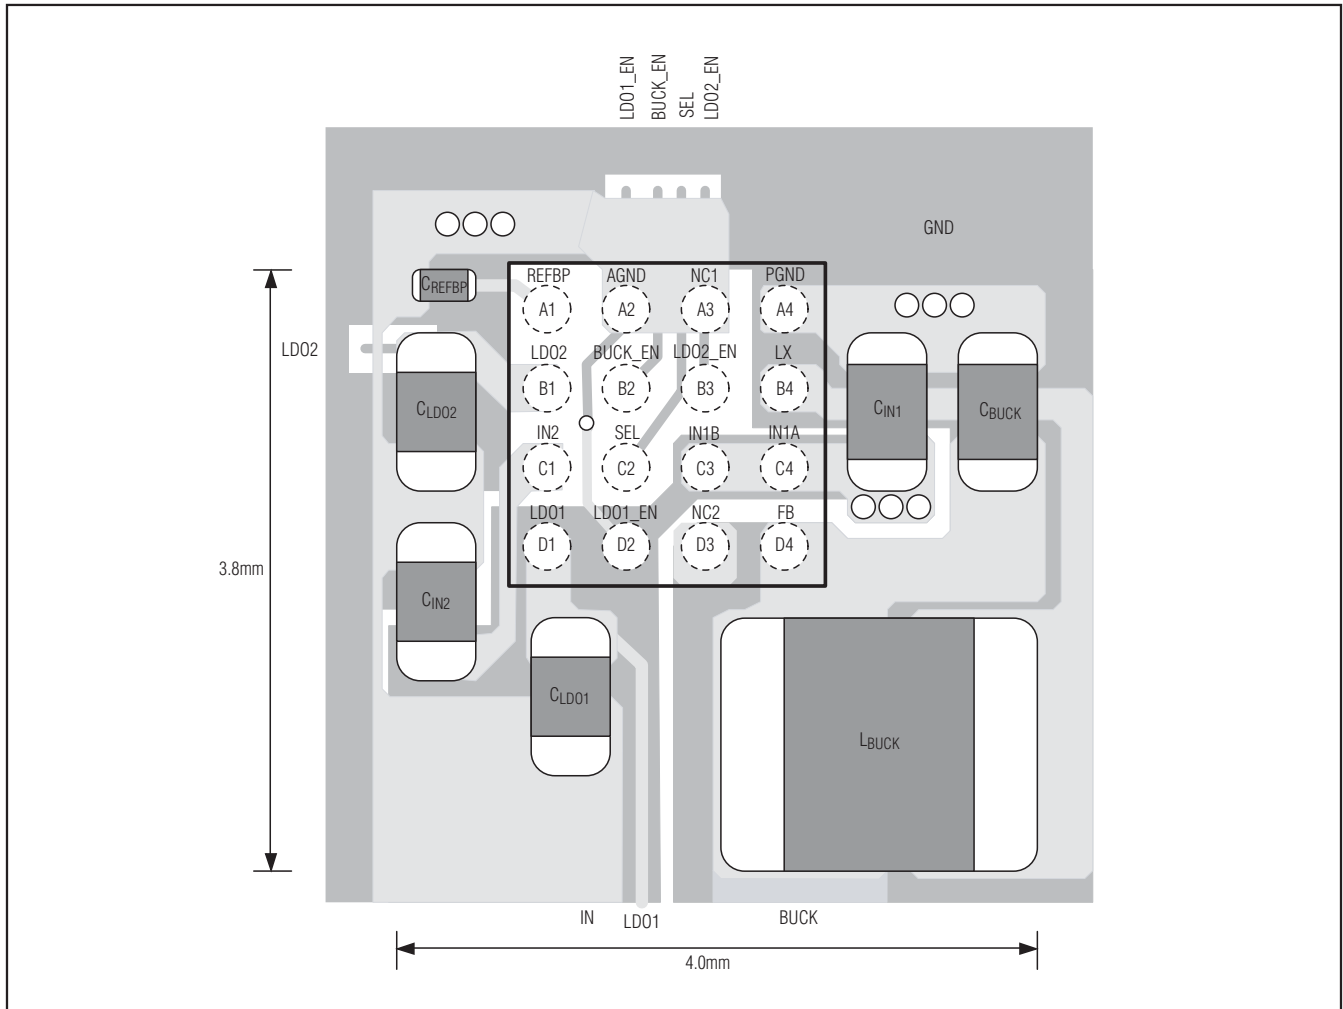 LDO1_EN
BUCK_EN
SEL
LDO2_EN
GND
REFBP
AGND
NC1
PGND
CREFBP
A1
A2
A3
A4
LDO2
LDO2
BUCK_EN
LDO2_EN
LX
B1
B2
B3
B4
CLDO2
CIN1
CBUCK
IN2
SEL
IN1B
IN1A
C1
C2
C3
C4
LDO1
LDO1_EN
NC2
FB
D1
D2
D3
D4
3.8mm
CIN2
CLDO1
LBUCK
IN
LDO1
BUCK
4.0mm